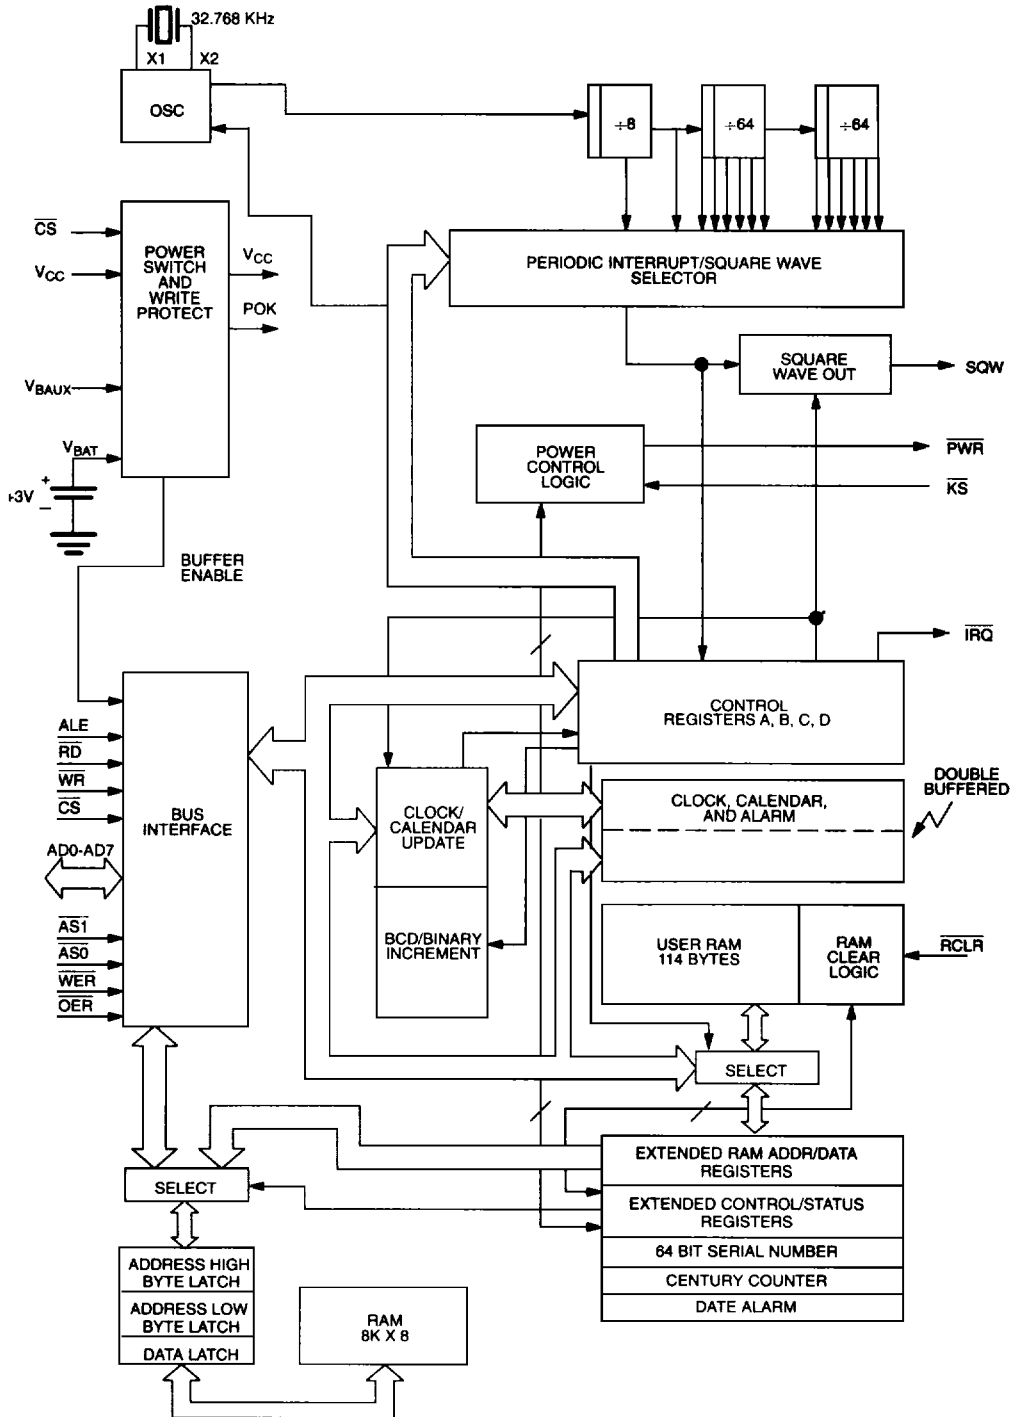 32.768 KHz
X1
X2
OSC
÷8
÷64
÷64
CS
VCC
VBAUX
VBAT
+3V
POWER
SWITCH
AND
WRITE
PROTECT
VCC
POK
PERIODIC INTERRUPT/SQUARE WAVE
SELECTOR
SQUARE
WAVE OUT
SQW
POWER
CONTROL
LOGIC
PWR
KS
BUFFER
ENABLE
IRQ
CONTROL
REGISTERS A, B, C, D
ALE
RD
WR
CS
AD0-AD7
AS1
AS0
WER
OER
BUS
INTERFACE
CLOCK/
CALENDAR
UPDATE
BCD/BINARY
INCREMENT
CLOCK, CALENDAR,
AND ALARM
DOUBLE
BUFFERED
USER RAM
114 BYTES
RAM
CLEAR
LOGIC
RCLR
SELECT
SELECT
EXTENDED RAM ADDR/DATA
REGISTERS
EXTENDED CONTROL/STATUS
REGISTERS
64 BIT SERIAL NUMBER
CENTURY COUNTER
DATE ALARM
ADDRESS HIGH
BYTE LATCH
ADDRESS LOW
BYTE LATCH
DATA LATCH
RAM
8K X 8